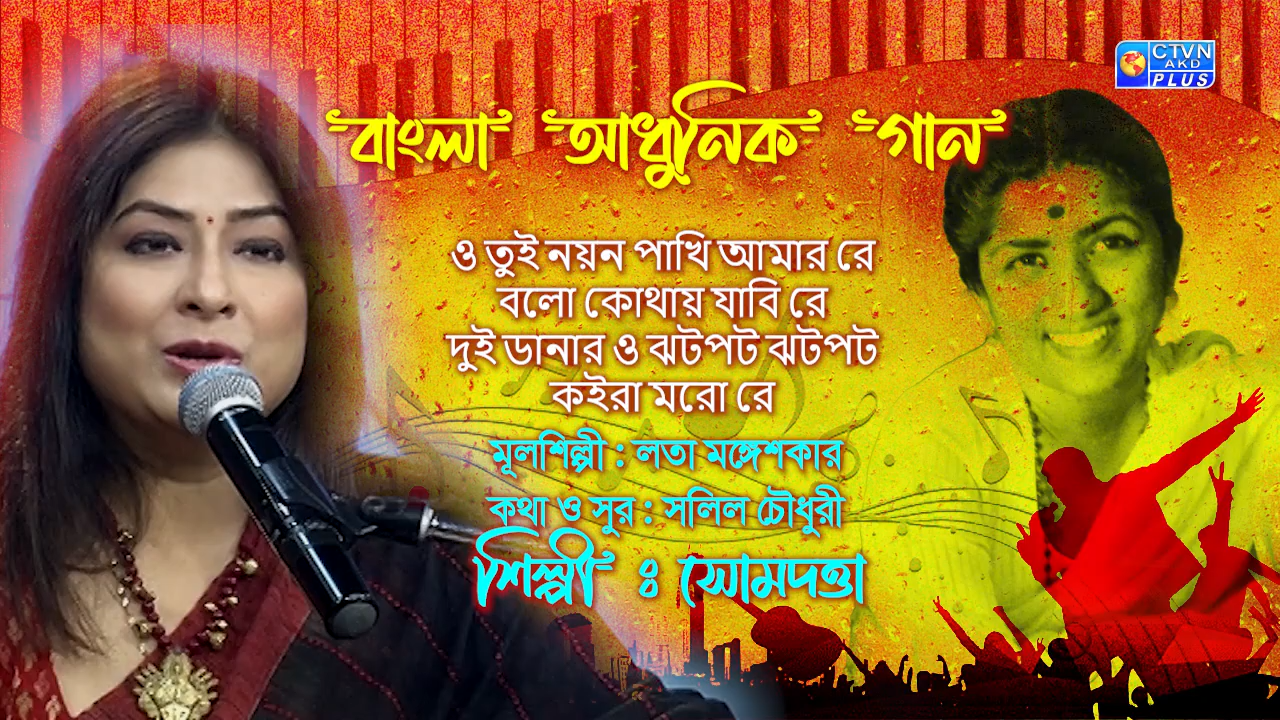 CTVN
AKD
PLUS
বাংলা আধুনিক গান
ও তুই নয়ন পাখি আমার রে
বলো কোথায় যাবি রে
দুই ডানার ও ঝটপট ঝটপট
কইরা মরো রে
মূলশিল্পী : লতা মঙ্গেশকার
কথা ও সুর : সলিল চৌধুরী
শিল্পী ঃ সোমদত্তা